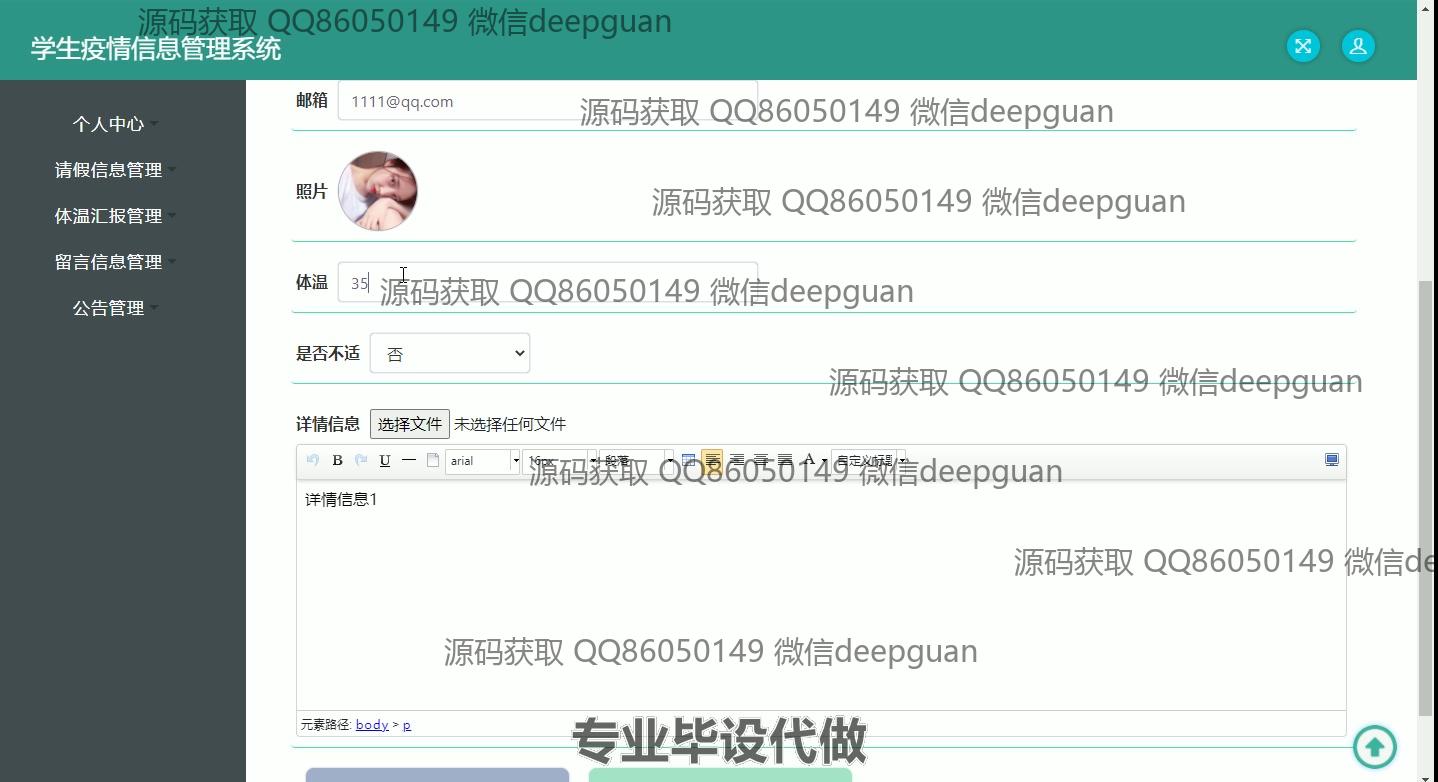 源码获取 QQ86050149 微信deepguan
学生疫情信息管理系统
个人中心
请假信息管理
体温汇报管理
留言信息管理
公告管理
邮箱 1111@qq.com
源码获取 QQ86050149 微信deepguan
照片
源码获取 QQ86050149 微信deepguan
体温 35
源码获取 QQ86050149 微信deepguan
是否不适 否
源码获取 QQ86050149 微信deepguan
详情信息 选择文件 未选择任何文件
B U arial 16px 段落 A 自定义标题
源码获取 QQ86050149 微信deepguan
详情信息1
源码获取 QQ86050149 微信de
源码获取 QQ86050149 微信deepguan
元素路径: body > p
专业毕设代做